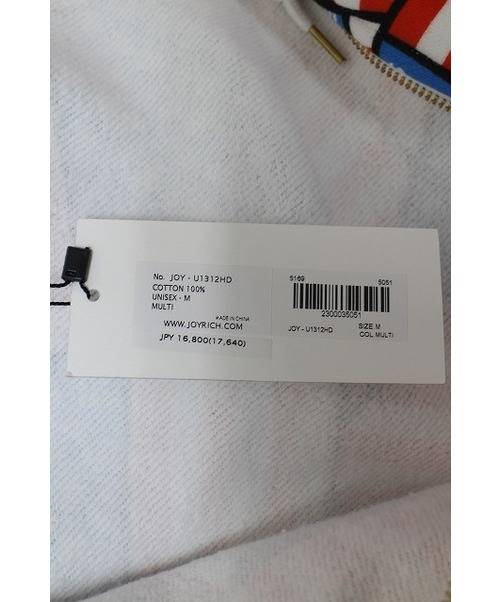 No. JOY - U1312HD
COTTON 100%
UNISEX - M
MULTI
#MADE IN CHINA
WWW.JOYRICH.COM
JPY 16,800(17,640)
5169 5051
2300035051
JOY - U1312HD SIZE.M
COL.MULTI